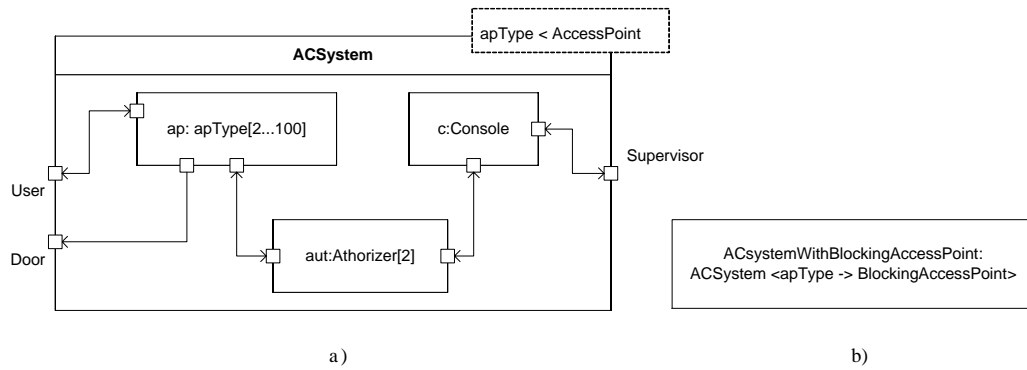 apType < AccessPoint
ACSystem
ap: apType[2...100]
c:Console
Supervisor
User
Door
aut:Athorizer[2]
ACsystemWithBlockingAccessPoint:
ACSystem <apType -> BlockingAccessPoint>
a)
b)